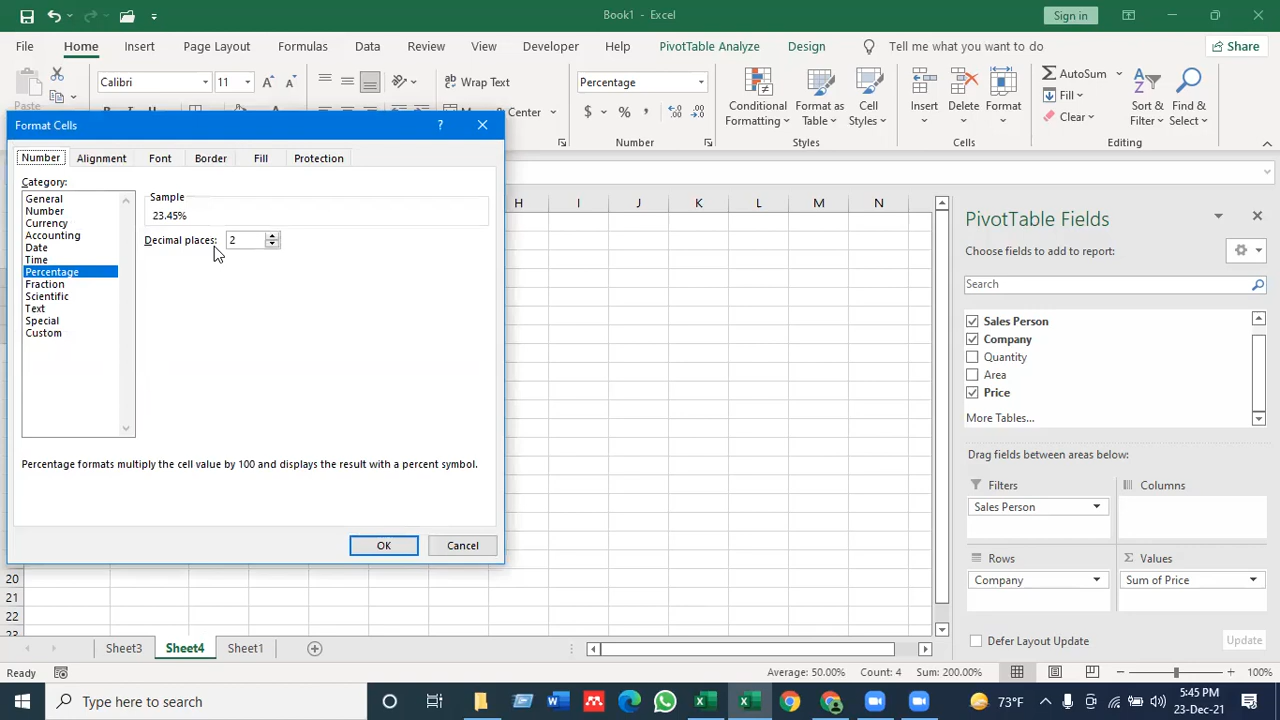 Book1 - Excel
Sign in
File Home Insert Page Layout Formulas Data Review View Developer Help PivotTable Analyze Design Tell me what you want to do Share
Paste
Calibri 11
B I U
Wrap Text
Merge & Center
Percentage
$ % ,
Conditional Formatting
Format as Table
Cell Styles
Insert
Delete
Format
AutoSum
Fill
Clear
Sort & Filter
Find & Select
Number
Styles
Cells
Editing
Format Cells
?
Number Alignment Font Border Fill Protection
Category:
General
Number
Currency
Accounting
Date
Time
Percentage
Fraction
Scientific
Text
Special
Custom
Sample
23.45%
Decimal places: 2
Percentage formats multiply the cell value by 100 and displays the result with a percent symbol.
OK Cancel
H I J K L M N
20
21
22
23
PivotTable Fields
Choose fields to add to report:
Search
Sales Person
Company
Quantity
Area
Price
More Tables...
Drag fields between areas below:
Filters
Sales Person
Columns
Rows
Company
Σ Values
Sum of Price
Defer Layout Update
Update
Sheet3 Sheet4 Sheet1
Ready
Average: 50.00% Count: 4 Sum: 200.00%
100%
Type here to search
73°F
5:45 PM
23-Dec-21